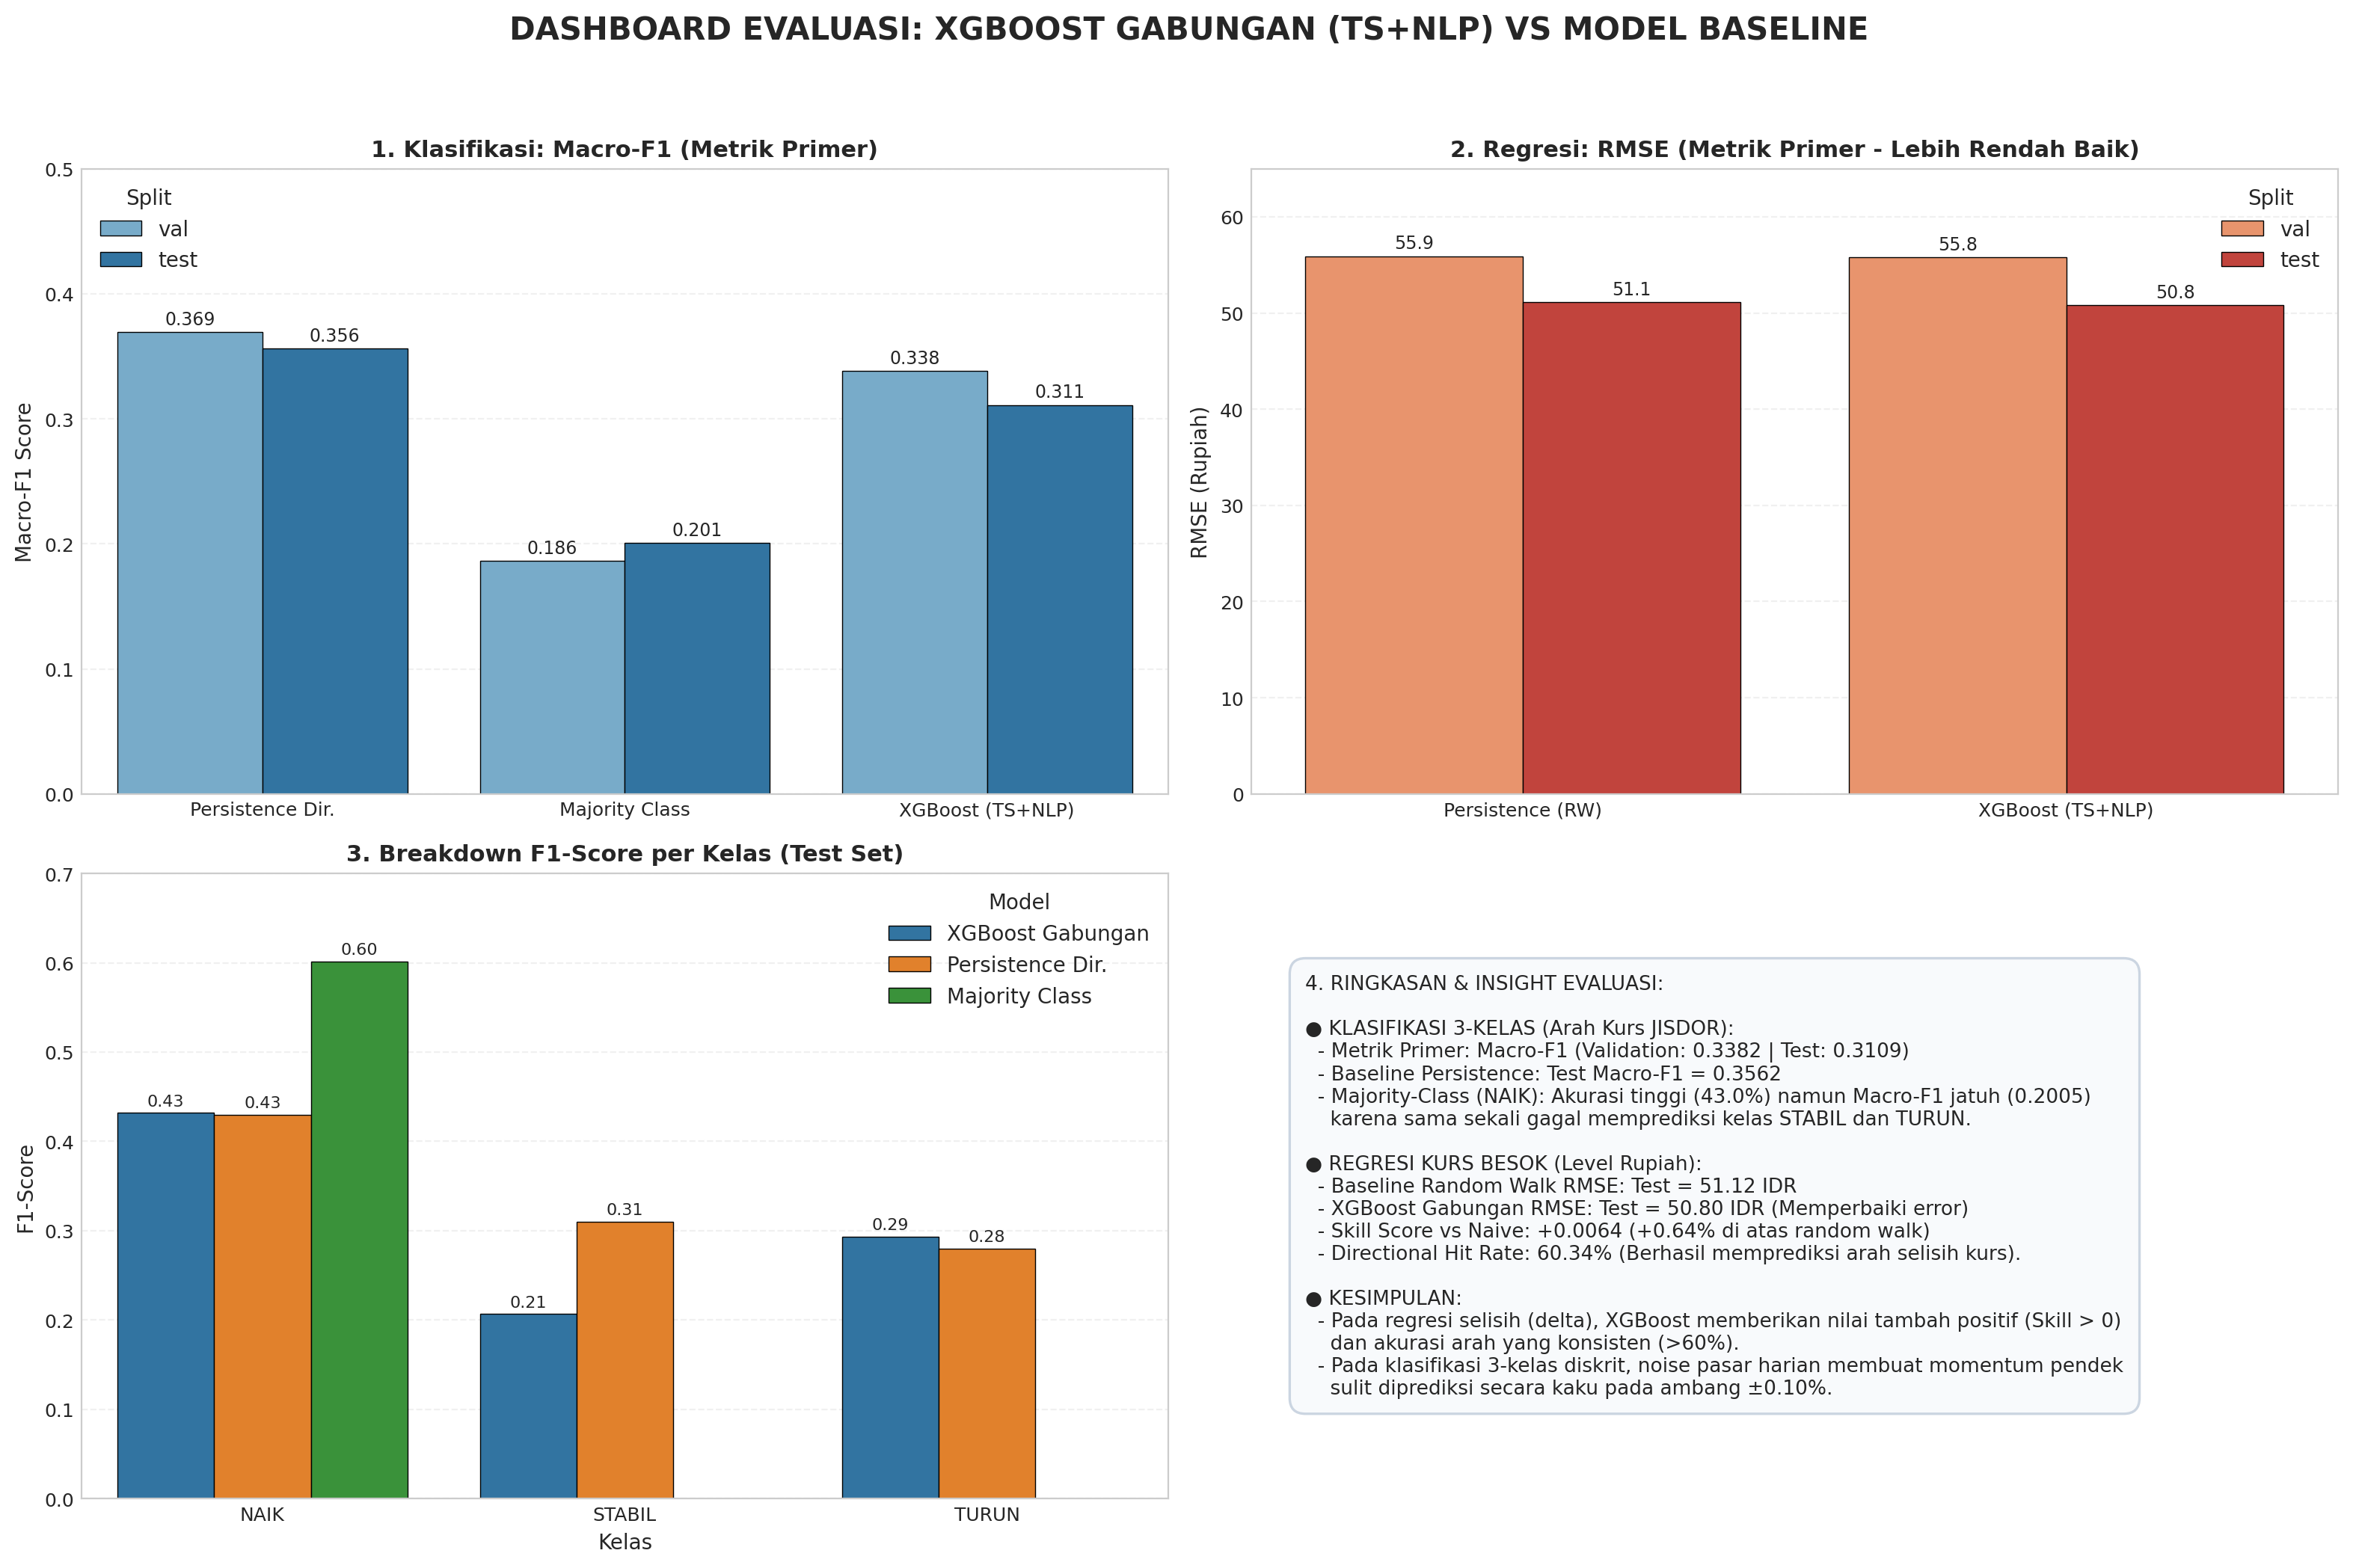 DASHBOARD EVALUASI: XGBOOST GABUNGAN (TS+NLP) VS MODEL BASELINE
1. Klasifikasi: Macro-F1 (Metrik Primer)
Macro-F1 Score
0.5
0.4
0.3
0.2
0.1
0.0
Split
val
test
0.369
0.356
0.186
0.201
0.338
0.311
Persistence Dir.
Majority Class
XGBoost (TS+NLP)
2. Regresi: RMSE (Metrik Primer - Lebih Rendah Baik)
RMSE (Rupiah)
60
50
40
30
20
10
0
Split
val
test
55.9
51.1
55.8
50.8
Persistence (RW)
XGBoost (TS+NLP)
3. Breakdown F1-Score per Kelas (Test Set)
F1-Score
0.7
0.6
0.5
0.4
0.3
0.2
0.1
0.0
Model
XGBoost Gabungan
Persistence Dir.
Majority Class
0.43
0.43
0.60
0.21
0.31
0.29
0.28
NAIK
STABIL
TURUN
Kelas
4. RINGKASAN & INSIGHT EVALUASI:
● KLASIFIKASI 3-KELAS (Arah Kurs JISDOR):
- Metrik Primer: Macro-F1 (Validation: 0.3382 | Test: 0.3109)
- Baseline Persistence: Test Macro-F1 = 0.3562
- Majority-Class (NAIK): Akurasi tinggi (43.0%) namun Macro-F1 jatuh (0.2005)
karena sama sekali gagal memprediksi kelas STABIL dan TURUN.
● REGRESI KURS BESOK (Level Rupiah):
- Baseline Random Walk RMSE: Test = 51.12 IDR
- XGBoost Gabungan RMSE: Test = 50.80 IDR (Memperbaiki error)
- Skill Score vs Naive: +0.0064 (+0.64% di atas random walk)
- Directional Hit Rate: 60.34% (Berhasil memprediksi arah selisih kurs).
● KESIMPULAN:
- Pada regresi selisih (delta), XGBoost memberikan nilai tambah positif (Skill > 0)
dan akurasi arah yang konsisten (>60%).
- Pada klasifikasi 3-kelas diskrit, noise pasar harian membuat momentum pendek
sulit diprediksi secara kaku pada ambang ±0.10%.